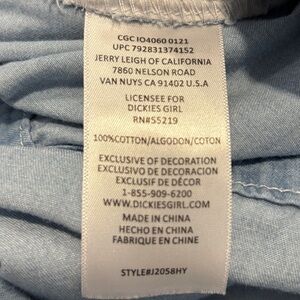 CGC IO4060 0121
UPC 792831374152
JERRY LEIGH OF CALIFORNIA
7860 NELSON ROAD
VAN NUYS CA 91402 U.S.A
LICENSEE FOR
DICKIES GIRL
RN#55219
100%COTTON/ALGODON/COTON
EXCLUSIVE OF DECORATION
EXCLUSIVO DE DECORACION
EXCLUSIF DE DÉCOR
1-855-909-6200
WWW.DICKIESGIRL.COM
MADE IN CHINA
HECHO EN CHINA
FABRIQUE EN CHINE
STYLE#J2058HY